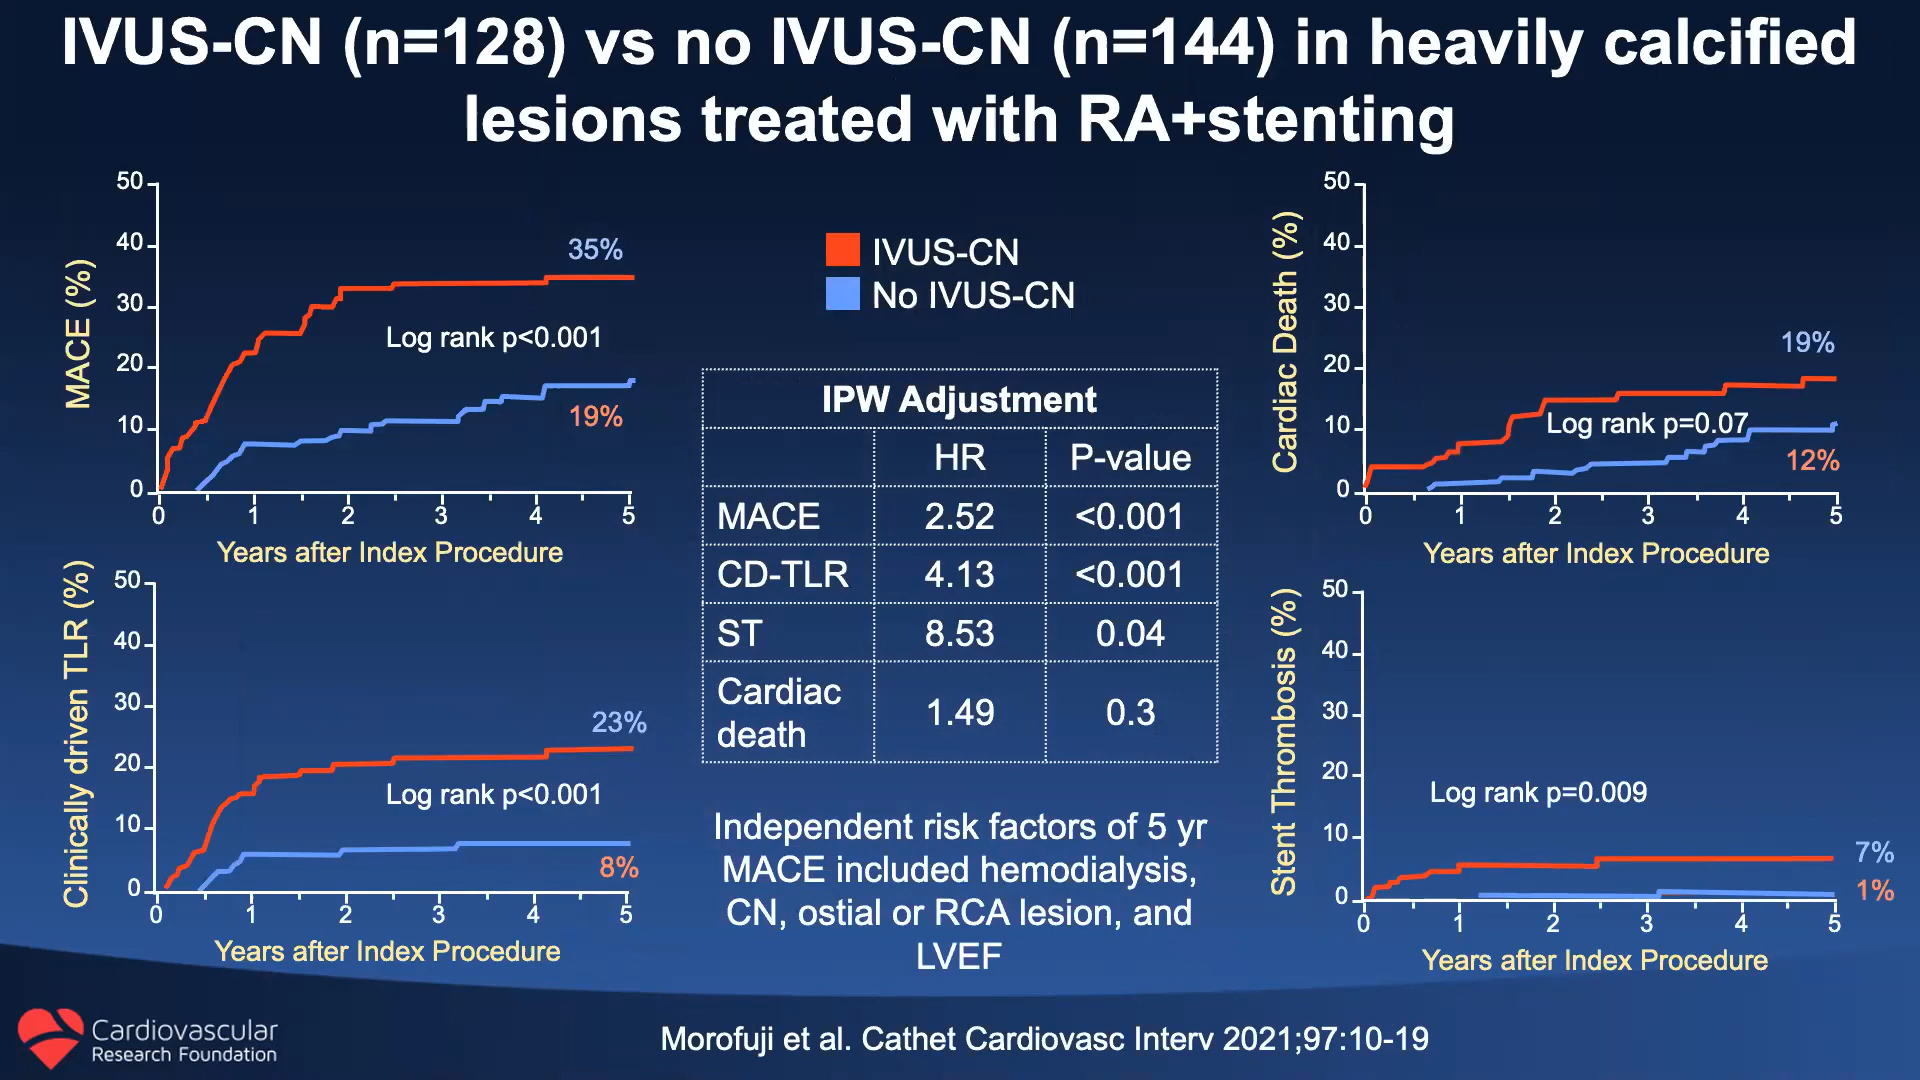 IVUS-CN (n=128) vs no IVUS-CN (n=144) in heavily calcified
lesions treated with RA+stenting
MACE (%)
50
40
30
20
10
0
35%
Log rank p<0.001
19%
0 1 2 3 4 5
Years after Index Procedure
IVUS-CN
No IVUS-CN
Cardiac Death (%)
50
40
30
20
10
0
19%
Log rank p=0.07
12%
0 1 2 3 4 5
Years after Index Procedure
IPW Adjustment
HR P-value
MACE 2.52 <0.001
CD-TLR 4.13 <0.001
ST 8.53 0.04
Cardiac
death 1.49 0.3
Clinically driven TLR (%)
50
40
30
20
10
0
23%
Log rank p<0.001
8%
0 1 2 3 4 5
Years after Index Procedure
Independent risk factors of 5 yr
MACE included hemodialysis,
CN, ostial or RCA lesion, and
LVEF
Stent Thrombosis (%)
50
40
30
20
10
0
Log rank p=0.009
7%
1%
0 1 2 3 4 5
Years after Index Procedure
Cardiovascular
Research Foundation
Morofuji et al. Cathet Cardiovasc Interv 2021;97:10-19